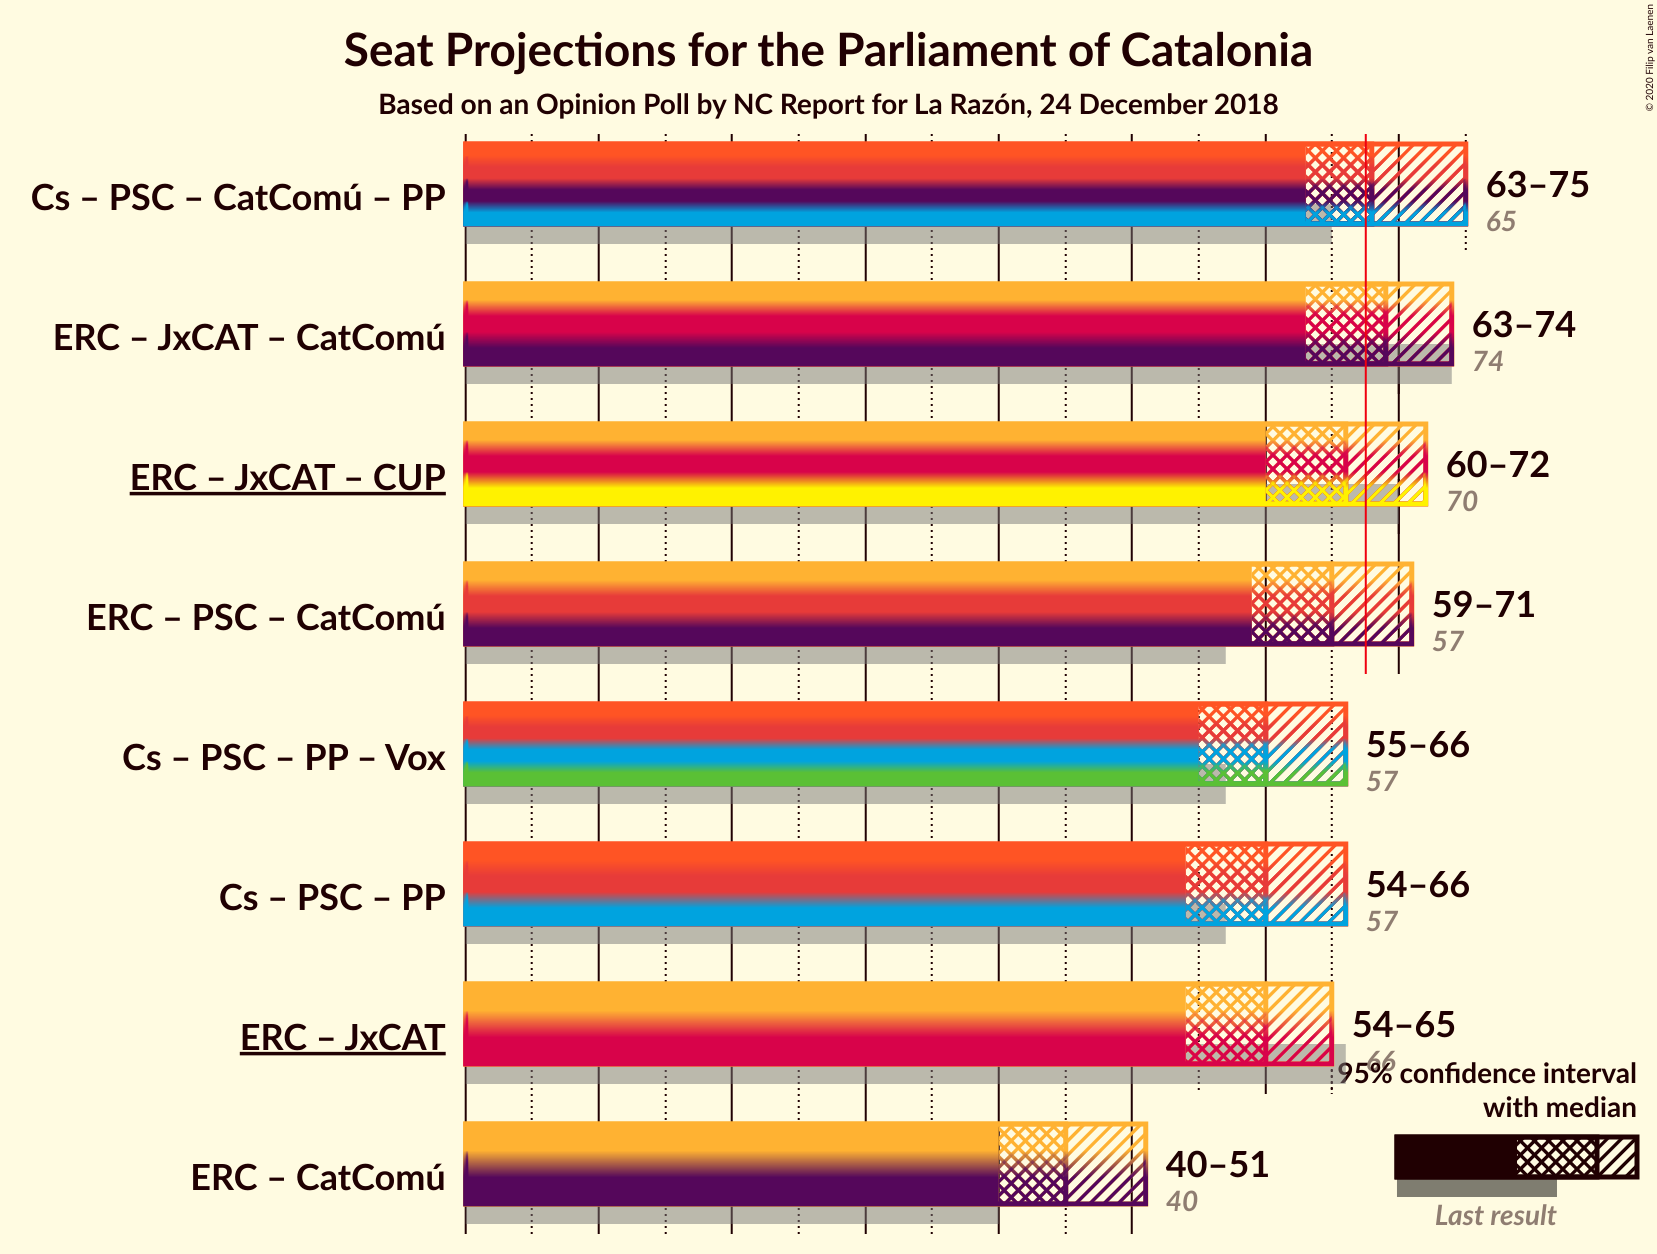 Seat Projections for the Parliament of Catalonia
Based on an Opinion Poll by NC Report for La Razón, 24 December 2018
© 2020 Filip van Laenen
Cs – PSC – CatComú – PP
63–75
65
ERC – JxCAT – CatComú
63–74
74
ERC – JxCAT – CUP
60–72
70
ERC – PSC – CatComú
59–71
57
Cs – PSC – PP – Vox
55–66
57
Cs – PSC – PP
54–66
57
ERC – JxCAT
54–65
66
95% confidence interval
with median
ERC – CatComú
40–51
40
Last result